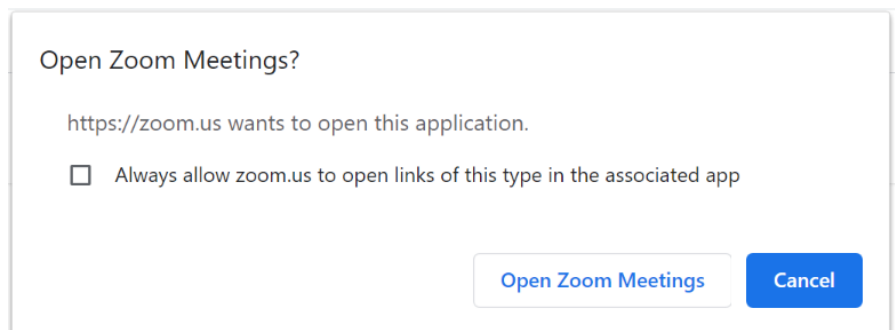 Open Zoom Meetings?
https://zoom.us wants to open this application.
Always allow zoom.us to open links of this type in the associated app
Open Zoom Meetings
Cancel